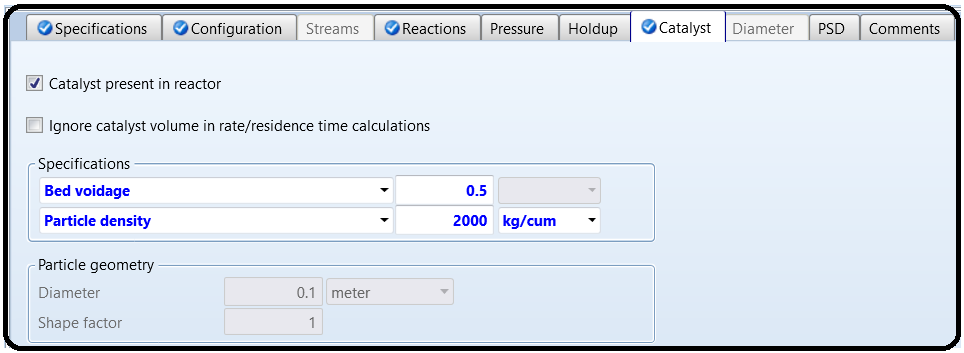 Specifications Configuration Streams Reactions Pressure Holdup Catalyst Diameter PSD Comments
Catalyst present in reactor
Ignore catalyst volume in rate/residence time calculations
Specifications
Bed voidage 0.5
Particle density 2000 kg/cum
Particle geometry
Diameter 0.1 meter
Shape factor 1